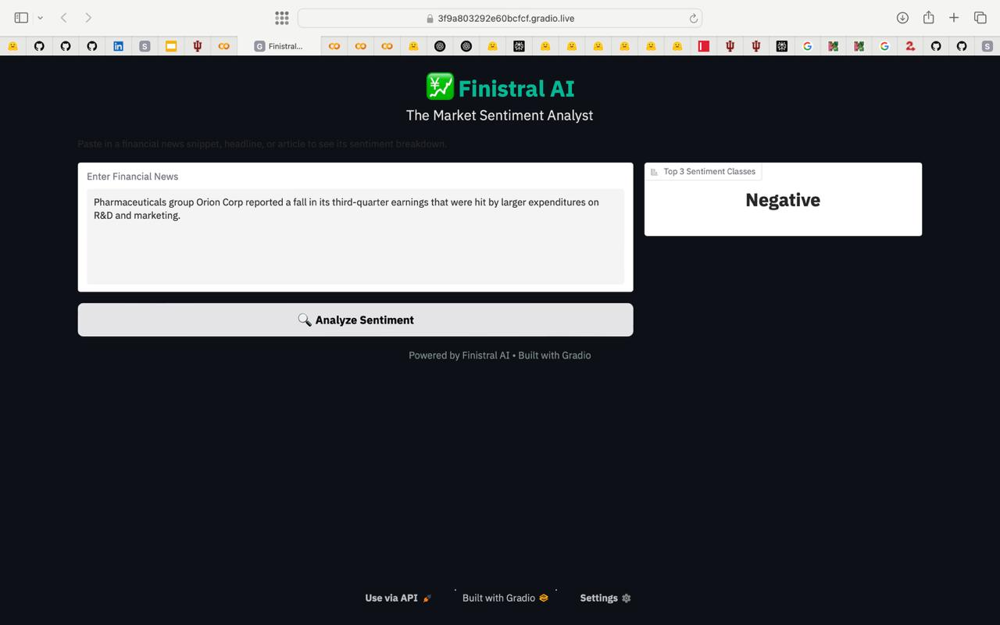 3f9a803292e60bcfcf.gradio.live
Finistral...
Finistral AI
The Market Sentiment Analyst
Paste in a financial news snippet, headline, or article to see its sentiment breakdown.
Enter Financial News
Pharmaceuticals group Orion Corp reported a fall in its third-quarter earnings that were hit by larger expenditures on
R&D and marketing.
Top 3 Sentiment Classes
Negative
Analyze Sentiment
Powered by Finistral AI • Built with Gradio
Use via API
Built with Gradio
Settings